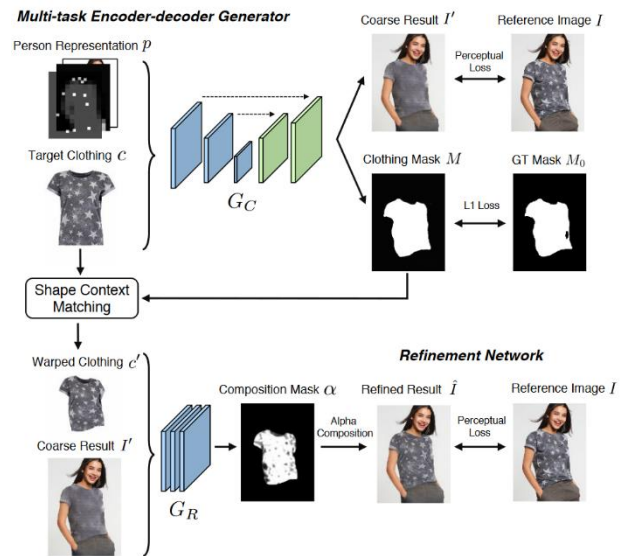 Multi-task Encoder-decoder Generator
Person Representation p
Target Clothing c
G_C
Coarse Result I′
Reference Image I
Perceptual
Loss
Clothing Mask M
GT Mask M₀
L1 Loss
Shape Context
Matching
Warped Clothing c′
Coarse Result I′
G_R
Refinement Network
Composition Mask α
Alpha
Composition
Refined Result Î
Reference Image I
Perceptual
Loss